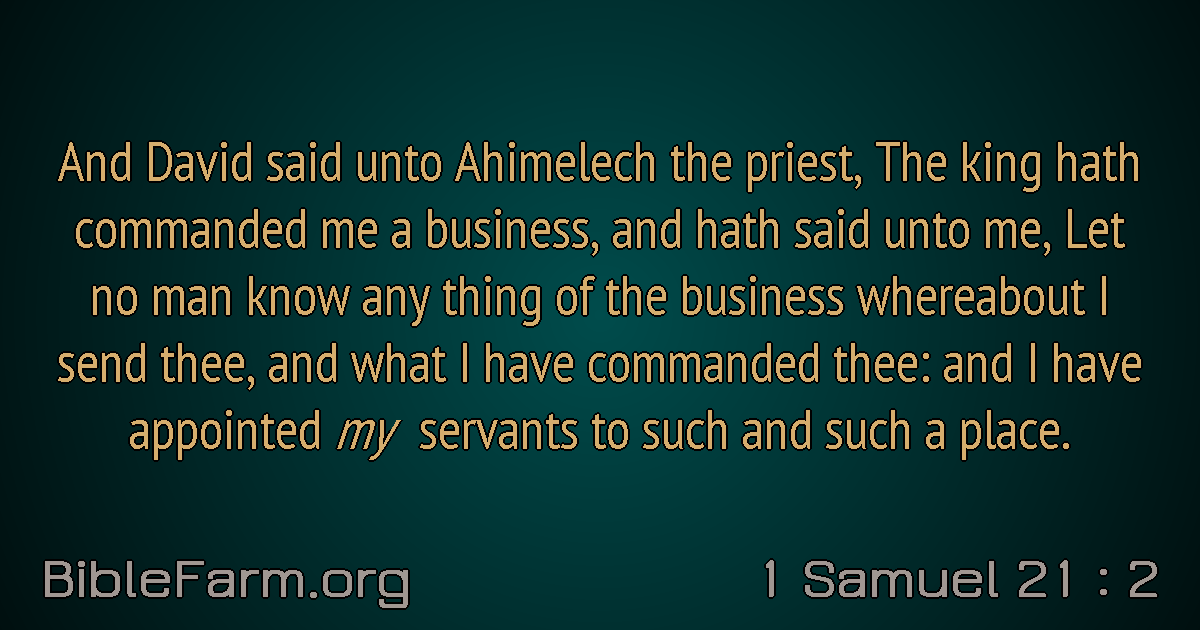 And David said unto Ahimelech the priest, The king hath
commanded me a business, and hath said unto me, Let
no man know any thing of the business whereabout I
send thee, and what I have commanded thee: and I have
appointed my servants to such and such a place.
BibleFarm.org
1 Samuel 21 : 2